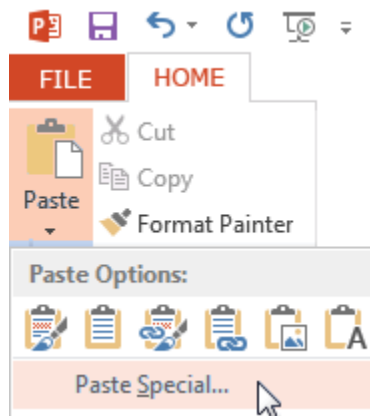 FILE HOME
Cut
Copy
Paste
Format Painter
Paste Options:
Paste Special...